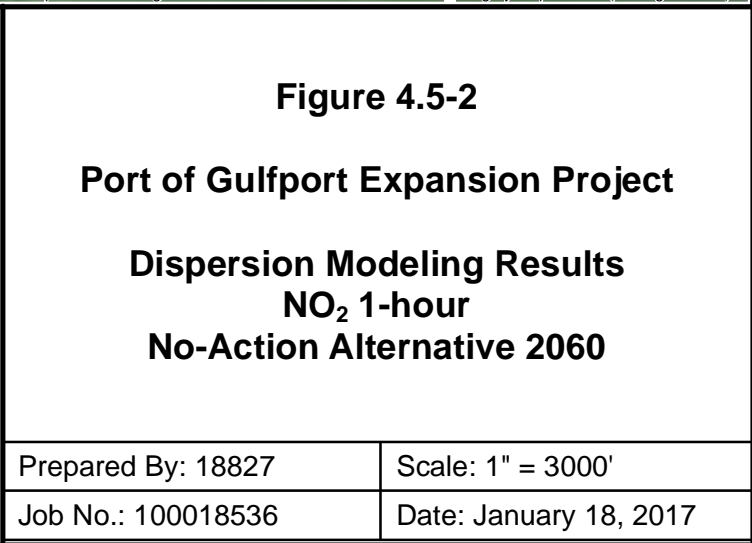 Figure 4.5-2
Port of Gulfport Expansion Project
Dispersion Modeling Results
NO₂ 1-hour
No-Action Alternative 2060
Prepared By: 18827
Scale: 1" = 3000'
Job No.: 100018536
Date: January 18, 2017